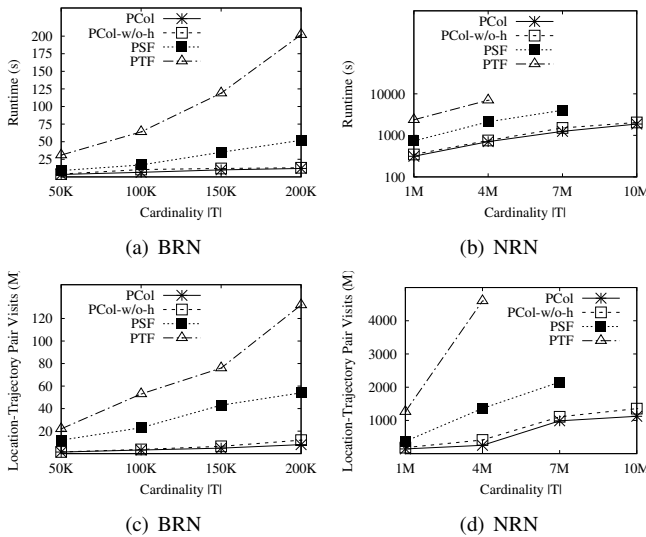 PCol
PCol-w/o-h
PSF
PTF
Runtime (s)
200
175
150
125
100
75
50
25
50K 100K 150K 200K
Cardinality |T|
(a) BRN
PCol
PCol-w/o-h
PSF
PTF
Runtime (s)
10000
1000
100
1M 4M 7M 10M
Cardinality |T|
(b) NRN
PCol
PCol-w/o-h
PSF
PTF
Location-Trajectory Pair Visits (M)
120
100
80
60
40
20
50K 100K 150K 200K
Cardinality |T|
(c) BRN
PCol
PCol-w/o-h
PSF
PTF
Location-Trajectory Pair Visits (M)
4000
3000
2000
1000
1M 4M 7M 10M
Cardinality |T|
(d) NRN